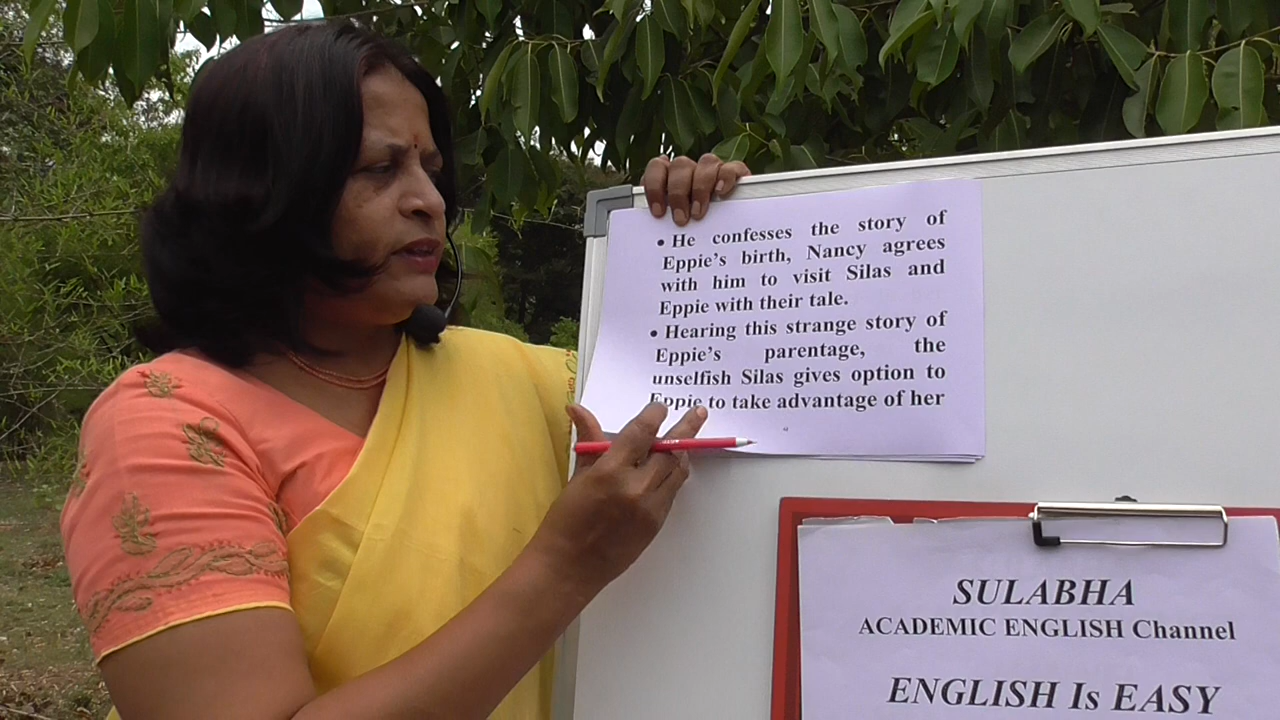 • He confesses the story of
Eppie's birth, Nancy agrees
with him to visit Silas and
Eppie with their tale.
• Hearing this strange story of
Eppie's parentage, the
unselfish Silas gives option to
Eppie to take advantage of her
SULABHA
ACADEMIC ENGLISH Channel
ENGLISH Is EASY